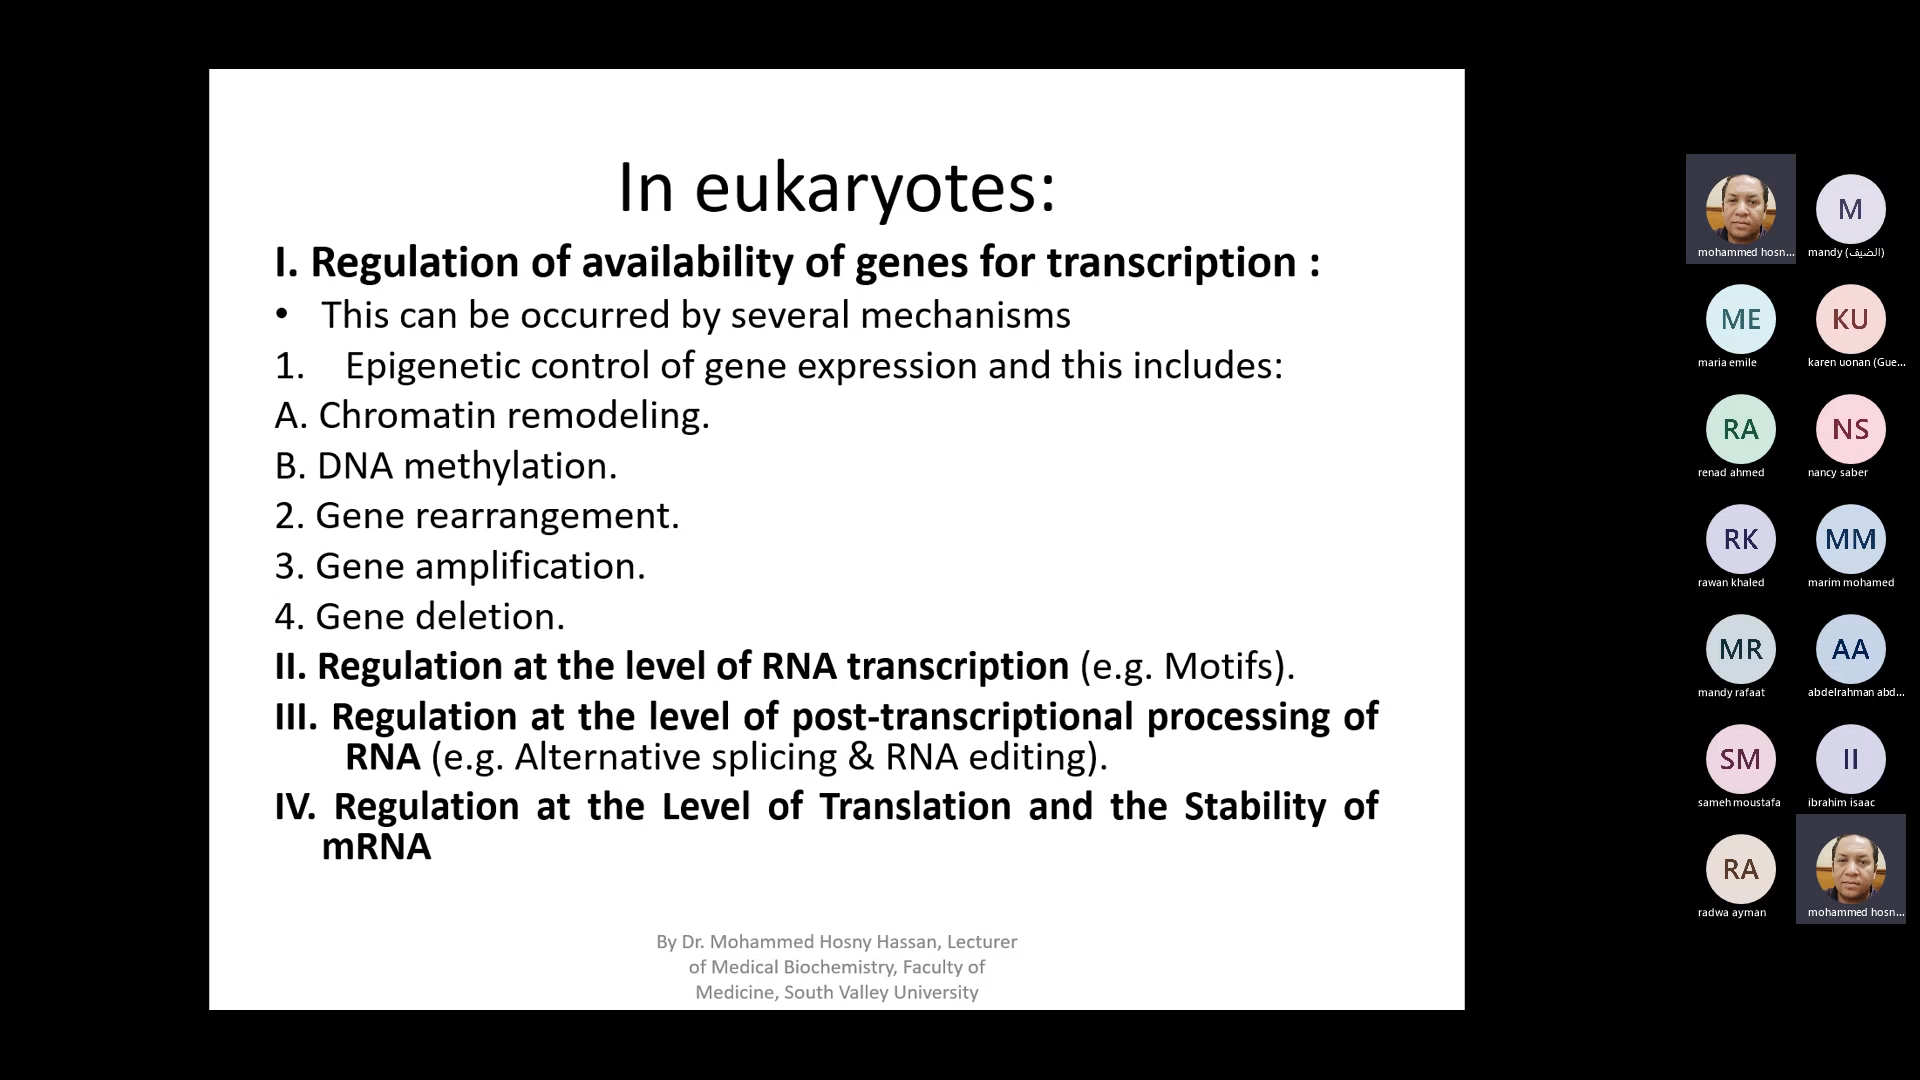 In eukaryotes:
I. Regulation of availability of genes for transcription :
• This can be occurred by several mechanisms
1. Epigenetic control of gene expression and this includes:
A. Chromatin remodeling.
B. DNA methylation.
2. Gene rearrangement.
3. Gene amplification.
4. Gene deletion.
II. Regulation at the level of RNA transcription (e.g. Motifs).
III. Regulation at the level of post-transcriptional processing of
RNA (e.g. Alternative splicing & RNA editing).
IV. Regulation at the Level of Translation and the Stability of
mRNA
By Dr. Mohammed Hosny Hassan, Lecturer
of Medical Biochemistry, Faculty of
Medicine, South Valley University
mohammed hosn...
M
mandy (الضيف)
ME
maria emile
KU
karen uonan (Gue...
RA
renad ahmed
NS
nancy saber
RK
rawan khaled
MM
marim mohamed
MR
mandy rafaat
AA
abdelrahman abd...
SM
sameh moustafa
II
ibrahim isaac
RA
radwa ayman
mohammed hosn...